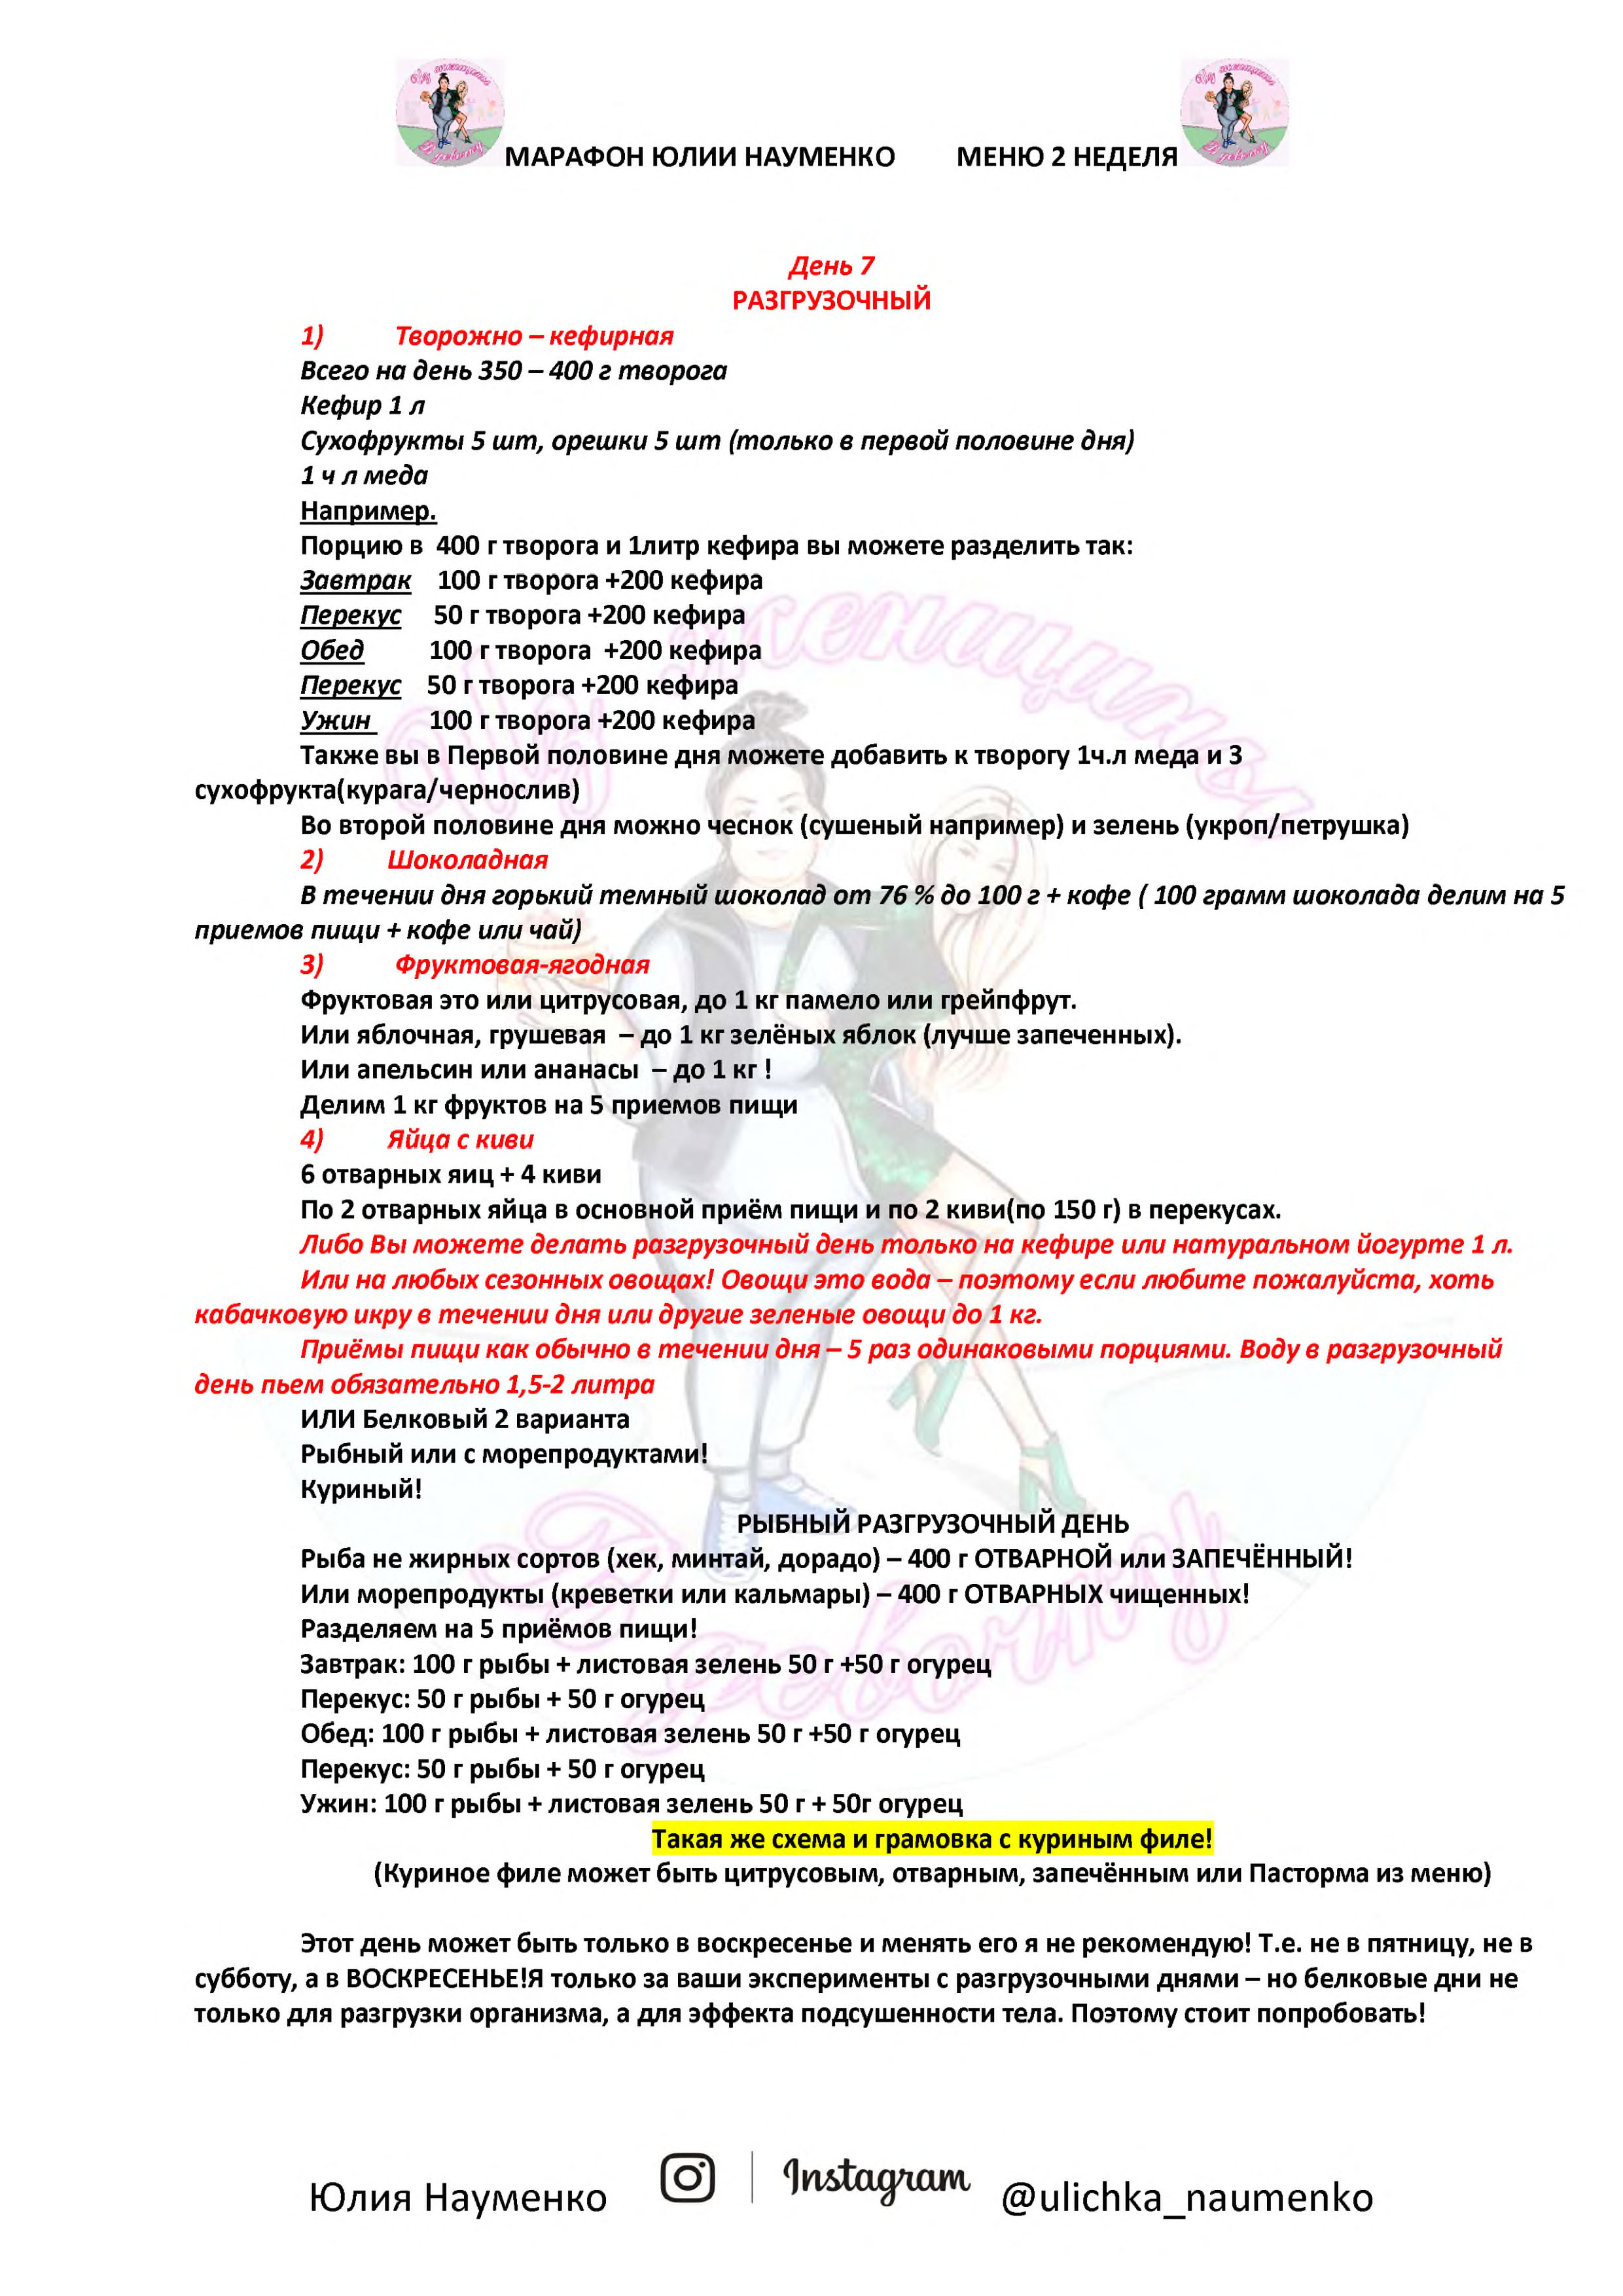 Из женщины
В девочку
МАРАФОН ЮЛИИ НАУМЕНКО МЕНЮ 2 НЕДЕЛЯ
Из женщины
В девочку
День 7
РАЗГРУЗОЧНЫЙ
1) Творожно – кефирная
Всего на день 350 – 400 г творога
Кефир 1 л
Сухофрукты 5 шт, орешки 5 шт (только в первой половине дня)
1 ч л меда
Например.
Порцию в 400 г творога и 1литр кефира вы можете разделить так:
Завтрак 100 г творога +200 кефира
Перекус 50 г творога +200 кефира
Обед 100 г творога +200 кефира
Перекус 50 г творога +200 кефира
Ужин 100 г творога +200 кефира
Также вы в Первой половине дня можете добавить к творогу 1ч.л меда и 3
сухофрукта(курага/чернослив)
Во второй половине дня можно чеснок (сушеный например) и зелень (укроп/петрушка)
2) Шоколадная
В течении дня горький темный шоколад от 76 % до 100 г + кофе ( 100 грамм шоколада делим на 5
приемов пищи + кофе или чай)
3) Фруктовая-ягодная
Фруктовая это или цитрусовая, до 1 кг памело или грейпфрут.
Или яблочная, грушевая – до 1 кг зелёных яблок (лучше запеченных).
Или апельсин или ананасы – до 1 кг !
Делим 1 кг фруктов на 5 приемов пищи
4) Яйца с киви
6 отварных яиц + 4 киви
По 2 отварных яйца в основной приём пищи и по 2 киви(по 150 г) в перекусах.
Либо Вы можете делать разгрузочный день только на кефире или натуральном йогурте 1 л.
Или на любых сезонных овощах! Овощи это вода – поэтому если любите пожалуйста, хоть
кабачковую икру в течении дня или другие зеленые овощи до 1 кг.
Приёмы пищи как обычно в течении дня – 5 раз одинаковыми порциями. Воду в разгрузочный
день пьем обязательно 1,5-2 литра
ИЛИ Белковый 2 варианта
Рыбный или с морепродуктами!
Куриный!
РЫБНЫЙ РАЗГРУЗОЧНЫЙ ДЕНЬ
Рыба не жирных сортов (хек, минтай, дорадо) – 400 г ОТВАРНОЙ или ЗАПЕЧЁННЫЙ!
Или морепродукты (креветки или кальмары) – 400 г ОТВАРНЫХ чищенных!
Разделяем на 5 приёмов пищи!
Завтрак: 100 г рыбы + листовая зелень 50 г +50 г огурец
Перекус: 50 г рыбы + 50 г огурец
Обед: 100 г рыбы + листовая зелень 50 г +50 г огурец
Перекус: 50 г рыбы + 50 г огурец
Ужин: 100 г рыбы + листовая зелень 50 г + 50г огурец
Такая же схема и грамовка с куриным филе!
(Куриное филе может быть цитрусовым, отварным, запечённым или Пасторма из меню)
Этот день может быть только в воскресенье и менять его я не рекомендую! Т.е. не в пятницу, не в
субботу, а в ВОСКРЕСЕНЬЕ!Я только за ваши эксперименты с разгрузочными днями – но белковые дни не
только для разгрузки организма, а для эффекта подсушенности тела. Поэтому стоит попробовать!
Из женщины
В девочку
Юлия Науменко Instagram @ulichka_naumenko